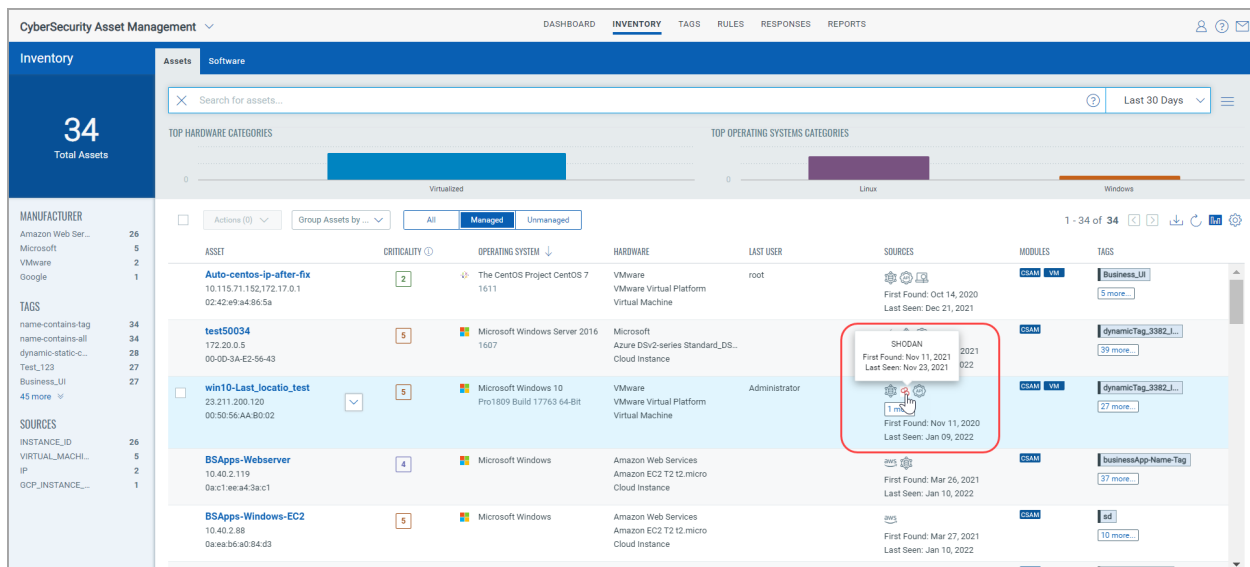 CyberSecurity Asset Management
DASHBOARD INVENTORY TAGS RULES RESPONSES REPORTS
Inventory
Assets Software
34
Total Assets
Search for assets...
Last 30 Days
TOP HARDWARE CATEGORIES
TOP OPERATING SYSTEMS CATEGORIES
0
Virtualized
0
Linux
Windows
MANUFACTURER
Amazon Web Ser... 26
Microsoft 5
VMware 2
Google 1
TAGS
name-contains-tag 34
name-contains-all 34
dynamic-static-c... 28
Test_123 27
Business_UI 27
45 more
SOURCES
INSTANCE_ID 26
VIRTUAL_MACHI... 5
IP 2
GCP_INSTANCE_... 1
Actions (0) Group Assets by ... All Managed Unmanaged
1 - 34 of 34
ASSET CRITICALITY OPERATING SYSTEM HARDWARE LAST USER SOURCES MODULES TAGS
Auto-centos-ip-after-fix
10.115.71.152,172.17.0.1
02:42:e9:a4:86:5a
2
The CentOS Project CentOS 7
1611
VMware
VMware Virtual Platform
Virtual Machine
root
API
First Found: Oct 14, 2020
Last Seen: Dec 21, 2021
CSAM VM
Business_UI
5 more...
test50034
172.20.0.5
00-0D-3A-E2-56-43
5
Microsoft Windows Server 2016
1607
Microsoft
Azure DSv2-series Standard_DS...
Cloud Instance
SHODAN
First Found: Nov 11, 2021
Last Seen: Nov 23, 2021
2021
022
CSAM
dynamicTag_3382_I...
39 more...
win10-Last_locatio_test
23.211.200.120
00:50:56:AA:B0:02
5
Microsoft Windows 10
Pro1809 Build 17763 64-Bit
VMware
VMware Virtual Platform
Virtual Machine
Administrator
API
1 m
First Found: Nov 11, 2020
Last Seen: Jan 09, 2022
CSAM VM
dynamicTag_3382_I...
27 more...
BSApps-Webserver
10.40.2.119
0a:c1:ee:a4:3a:c1
4
Microsoft Windows
Amazon Web Services
Amazon EC2 T2 t2.micro
Cloud Instance
aws
First Found: Mar 26, 2021
Last Seen: Jan 10, 2022
CSAM
businessApp-Name-Tag
37 more...
BSApps-Windows-EC2
10.40.2.88
0a:ea:b6:a0:84:d3
5
Microsoft Windows
Amazon Web Services
Amazon EC2 T2 t2.micro
Cloud Instance
aws
First Found: Mar 27, 2021
Last Seen: Jan 10, 2022
CSAM
sd
10 more...